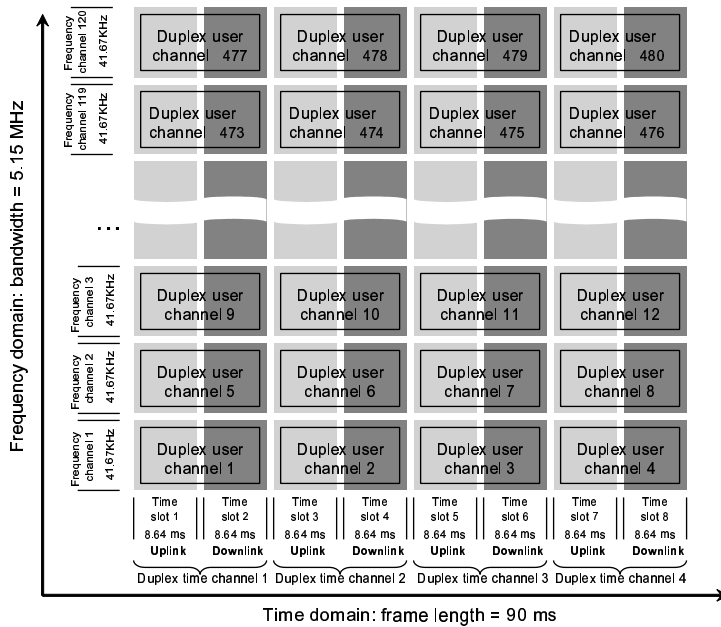 Frequency domain: bandwidth = 5.15 MHz
Frequency
channel 120
41.67KHz
Duplex user
channel 477
Duplex user
channel 478
Duplex user
channel 479
Duplex user
channel 480
Frequency
channel 119
41.67KHz
Duplex user
channel 473
Duplex user
channel 474
Duplex user
channel 475
Duplex user
channel 476
...
Frequency
channel 3
41.67KHz
Duplex user
channel 9
Duplex user
channel 10
Duplex user
channel 11
Duplex user
channel 12
Frequency
channel 2
41.67KHz
Duplex user
channel 5
Duplex user
channel 6
Duplex user
channel 7
Duplex user
channel 8
Frequency
channel 1
41.67KHz
Duplex user
channel 1
Duplex user
channel 2
Duplex user
channel 3
Duplex user
channel 4
Time
slot 1
8.64 ms
Uplink
Time
slot 2
8.64 ms
Downlink
Time
slot 3
8.64 ms
Uplink
Time
slot 4
8.64 ms
Downlink
Time
slot 5
8.64 ms
Uplink
Time
slot 6
8.64 ms
Downlink
Time
slot 7
8.64 ms
Uplink
Time
slot 8
8.64 ms
Downlink
Duplex time channel 1
Duplex time channel 2
Duplex time channel 3
Duplex time channel 4
Time domain: frame length = 90 ms